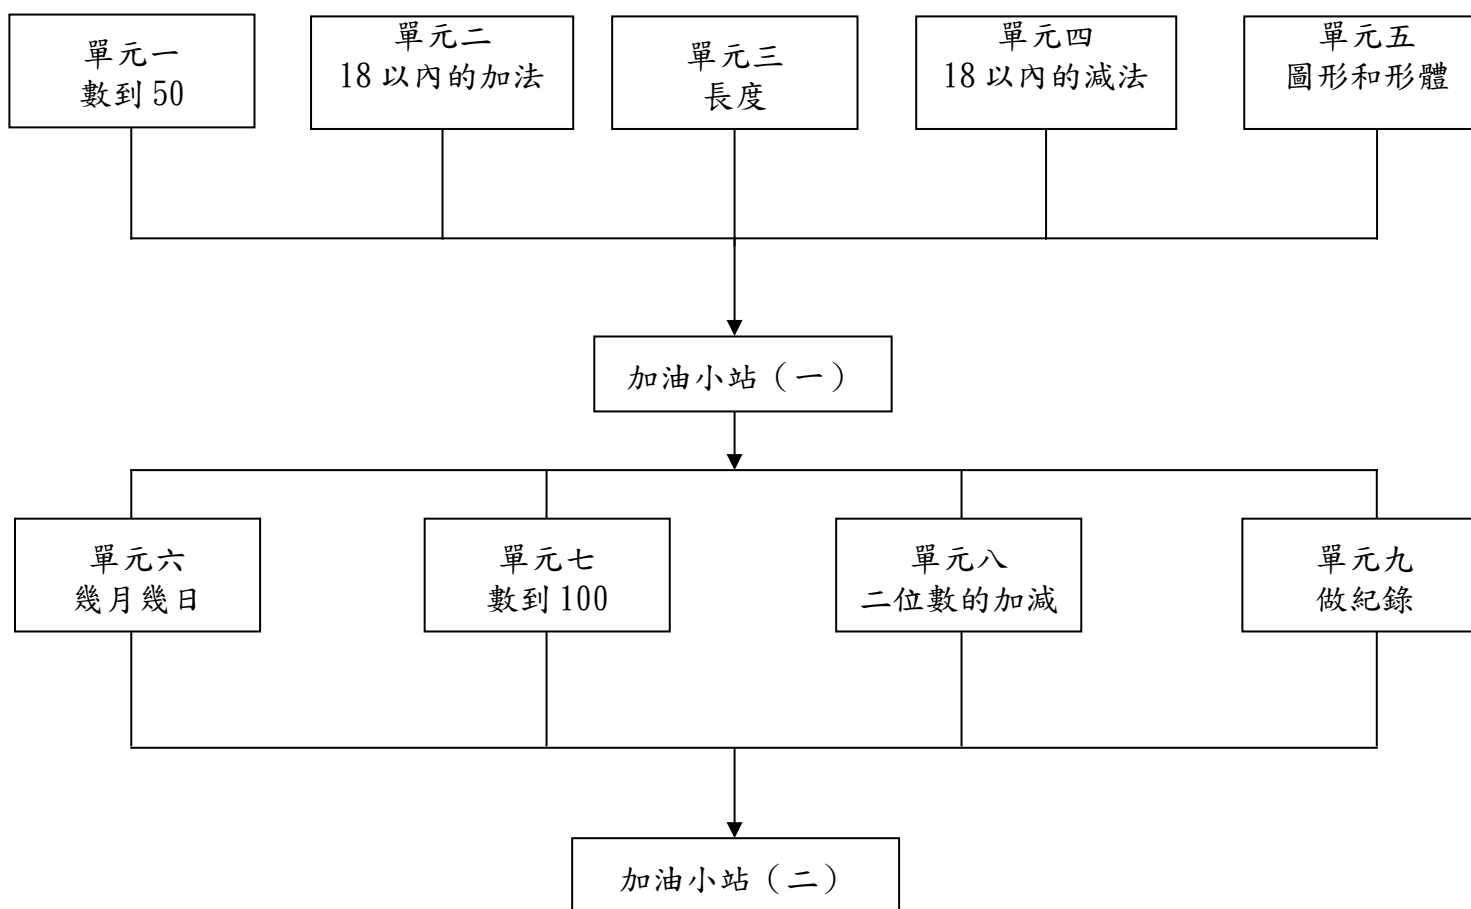 單元一
數到 50
單元二
18 以內的加法
單元三
長度
單元四
18 以內的減法
單元五
圖形和形體
加油小站（一）
單元六
幾月幾日
單元七
數到 100
單元八
二位數的加減
單元九
做紀錄
加油小站（二）